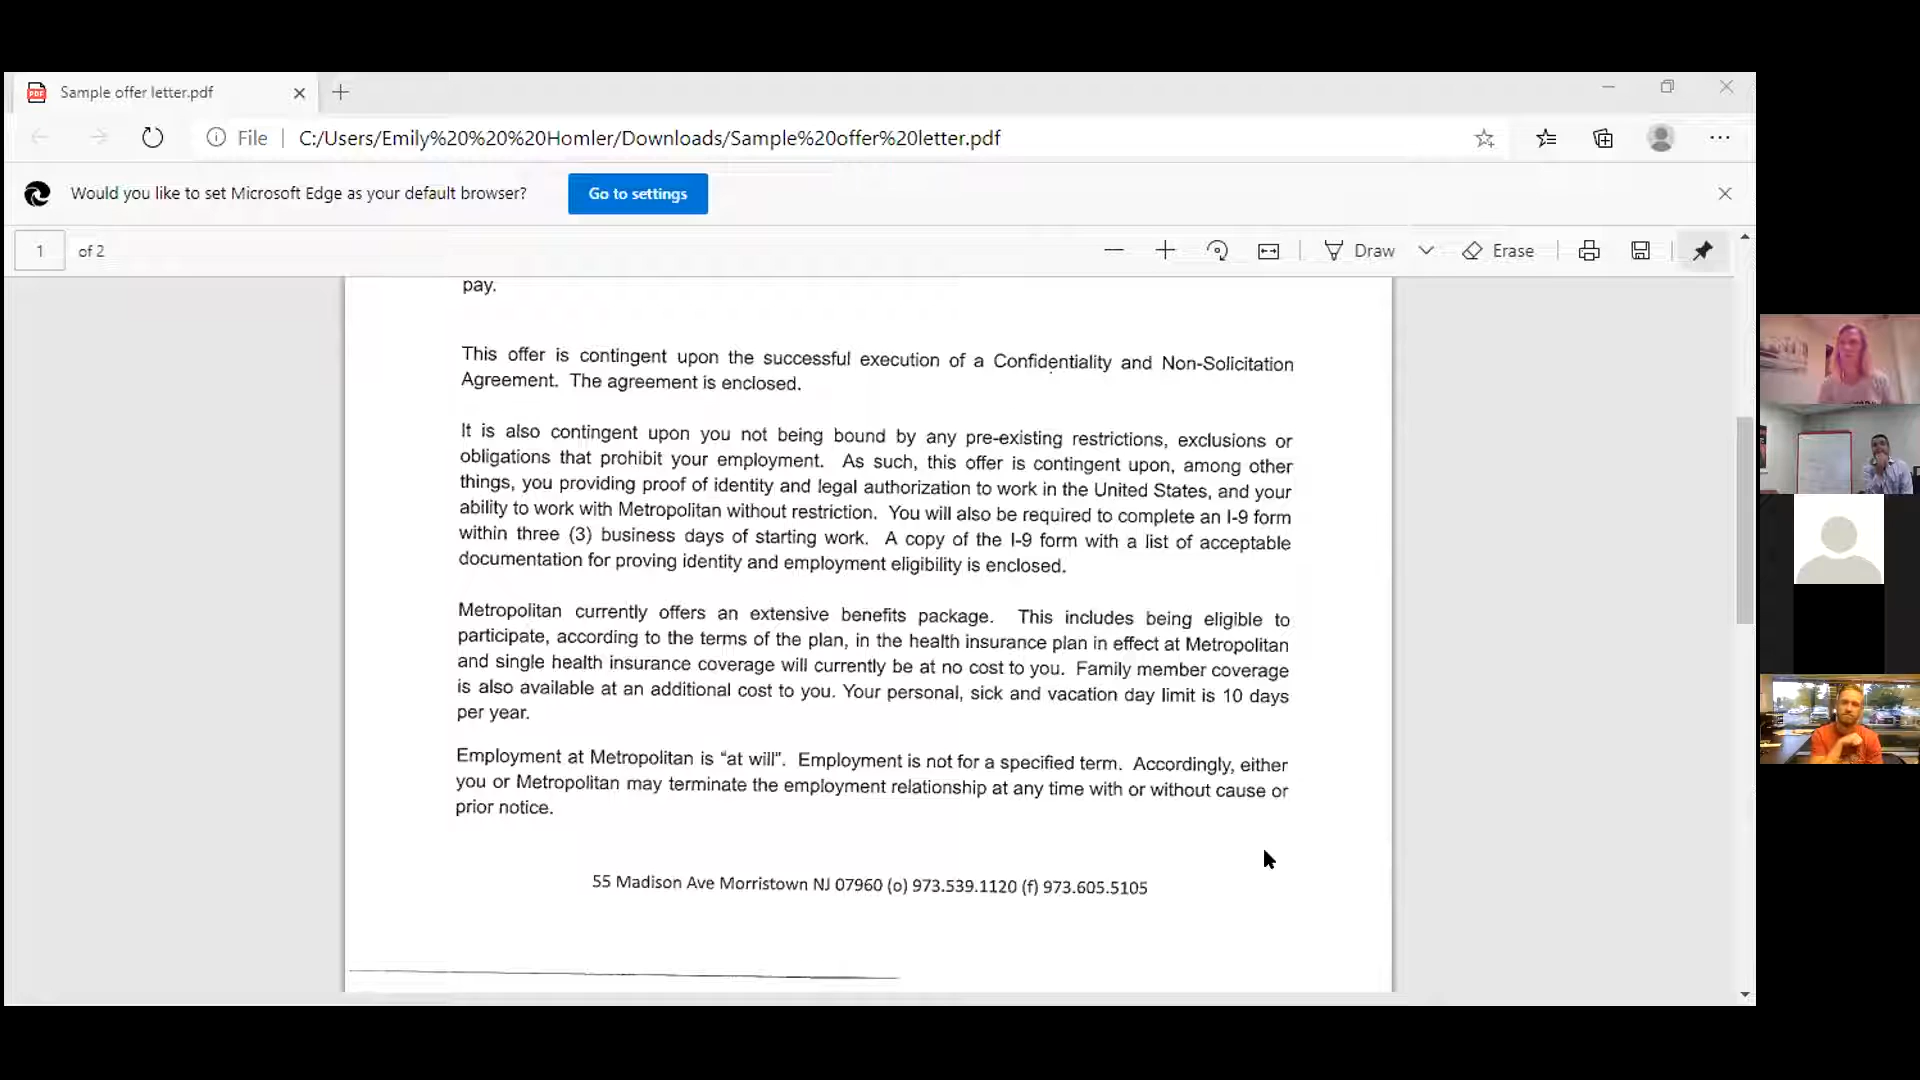 Sample offer letter.pdf
File
C:/Users/Emily%20%20%20Homler/Downloads/Sample%20offer%20letter.pdf
Would you like to set Microsoft Edge as your default browser?
Go to settings
1 of 2
Draw
Erase
pay.
This offer is contingent upon the successful execution of a Confidentiality and Non-Solicitation
Agreement. The agreement is enclosed.
It is also contingent upon you not being bound by any pre-existing restrictions, exclusions or
obligations that prohibit your employment. As such, this offer is contingent upon, among other
things, you providing proof of identity and legal authorization to work in the United States, and your
ability to work with Metropolitan without restriction. You will also be required to complete an I-9 form
within three (3) business days of starting work. A copy of the I-9 form with a list of acceptable
documentation for proving identity and employment eligibility is enclosed.
Metropolitan currently offers an extensive benefits package. This includes being eligible to
participate, according to the terms of the plan, in the health insurance plan in effect at Metropolitan
and single health insurance coverage will currently be at no cost to you. Family member coverage
is also available at an additional cost to you. Your personal, sick and vacation day limit is 10 days
per year.
Employment at Metropolitan is “at will”. Employment is not for a specified term. Accordingly, either
you or Metropolitan may terminate the employment relationship at any time with or without cause or
prior notice.
55 Madison Ave Morristown NJ 07960 (o) 973.539.1120 (f) 973.605.5105